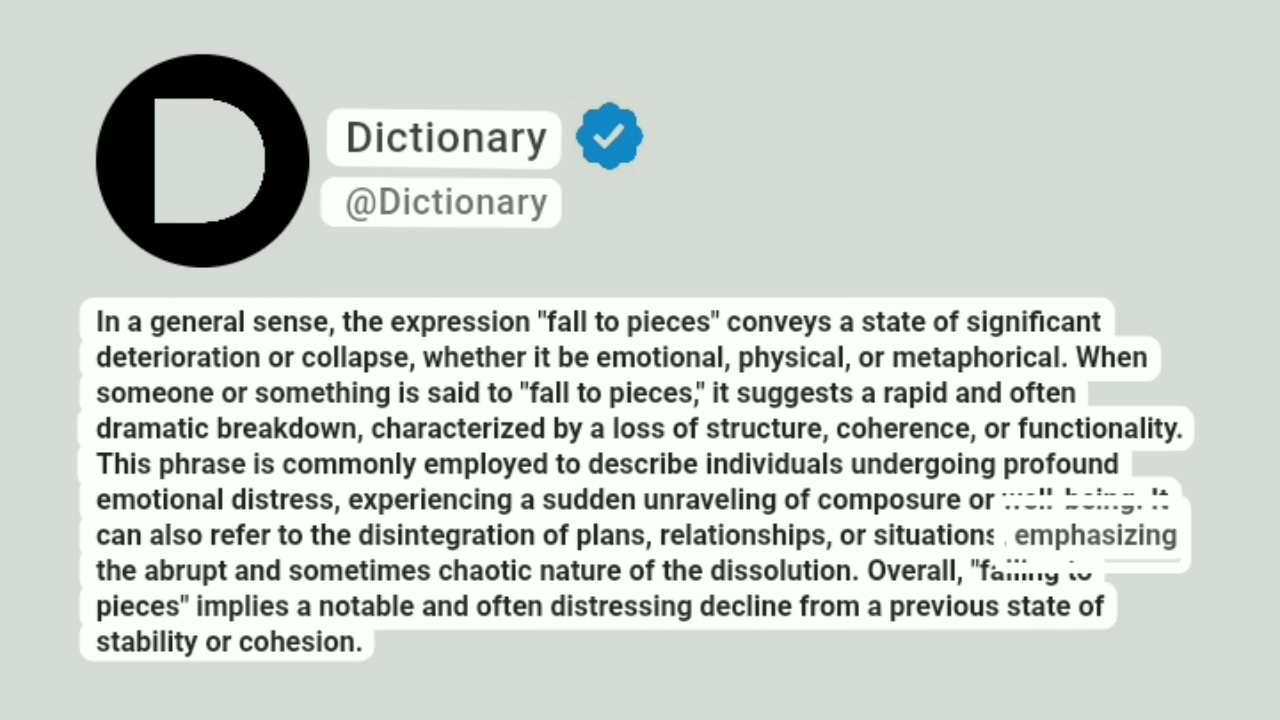 D
Dictionary
@Dictionary
In a general sense, the expression "fall to pieces" conveys a state of significant
deterioration or collapse, whether it be emotional, physical, or metaphorical. When
someone or something is said to "fall to pieces," it suggests a rapid and often
dramatic breakdown, characterized by a loss of structure, coherence, or functionality.
This phrase is commonly employed to describe individuals undergoing profound
emotional distress, experiencing a sudden unraveling of composure or well-being. It
can also refer to the disintegration of plans, relationships, or situations, emphasizing
the abrupt and sometimes chaotic nature of the dissolution. Overall, "falling to
pieces" implies a notable and often distressing decline from a previous state of
stability or cohesion.